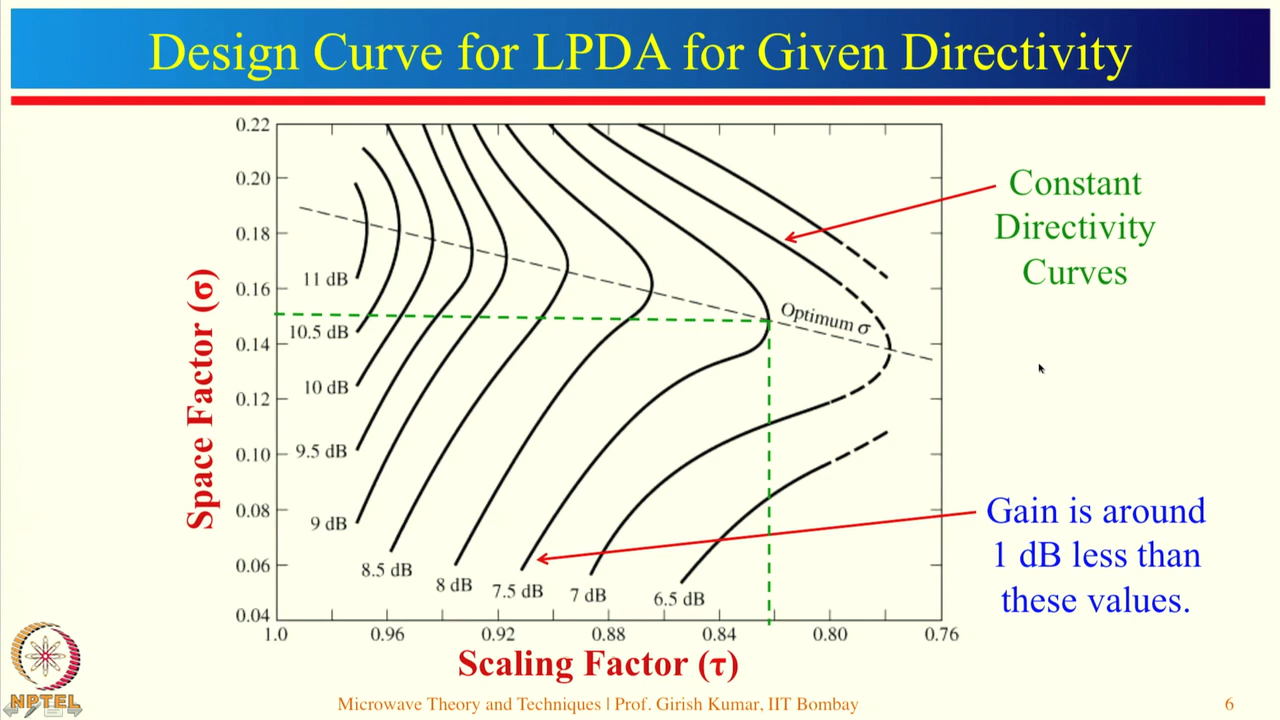 Design Curve for LPDA for Given Directivity
0.22
0.20
0.18
0.16
0.14
0.12
0.10
0.08
0.06
0.04
1.0
0.96
0.92
0.88
0.84
0.80
0.76
Space Factor (σ)
Scaling Factor (τ)
11 dB
10.5 dB
10 dB
9.5 dB
9 dB
8.5 dB
8 dB
7.5 dB
7 dB
6.5 dB
Optimum σ
Constant
Directivity
Curves
Gain is around
1 dB less than
these values.
NPTEL
Microwave Theory and Techniques | Prof. Girish Kumar, IIT Bombay
6